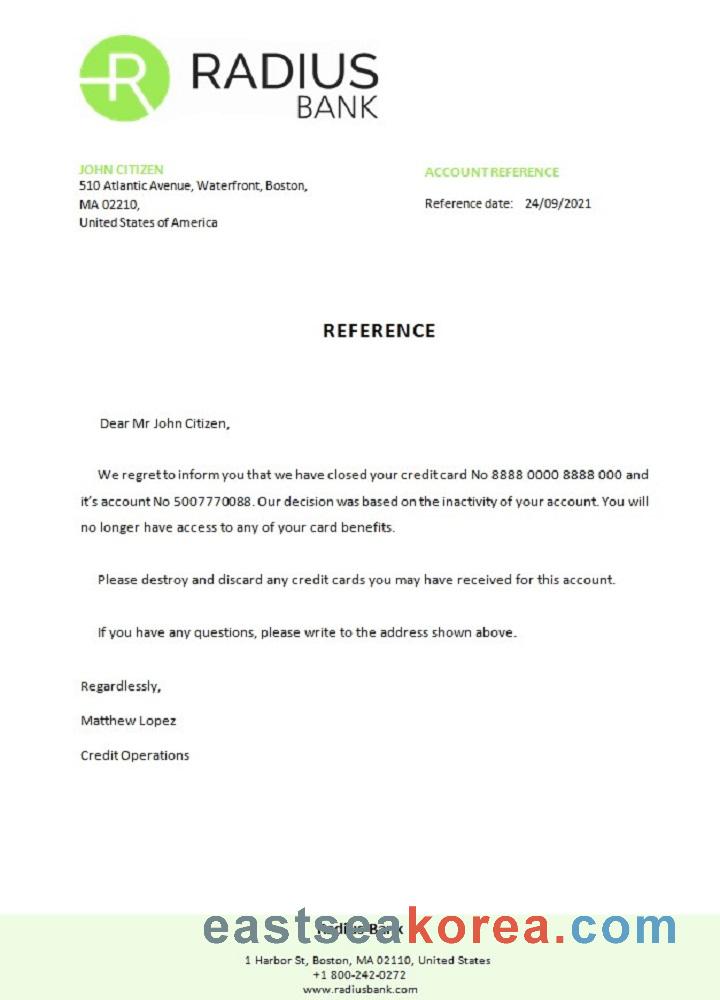 RADIUS
BANK
JOHN CITIZEN
510 Atlantic Avenue, Waterfront, Boston,
MA 02210,
United States of America
ACCOUNT REFERENCE
Reference date: 24/09/2021
REFERENCE
Dear Mr John Citizen,
We regret to inform you that we have closed your credit card No 8888 0000 8888 000 and
it's account No 5007770088. Our decision was based on the inactivity of your account. You will
no longer have access to any of your card benefits.
Please destroy and discard any credit cards you may have received for this account.
If you have any questions, please write to the address shown above.
Regardlessly,
Matthew Lopez
Credit Operations
Radius Bank
eastseakorea.com
1 Harbor St, Boston, MA 02110, United States
+1 800-242-0272
www.radiusbank.com